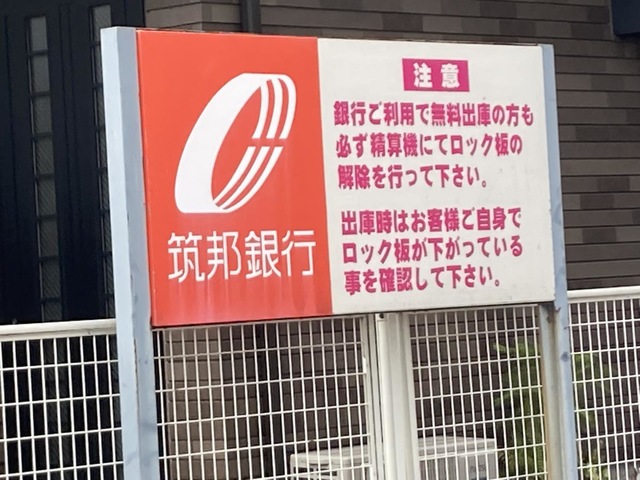 筑邦銀行
注意
銀行ご利用で無料出庫の方も
必ず精算機にてロック板の
解除を行って下さい。
出庫時はお客様ご自身で
ロック板が下がっている
事を確認して下さい。